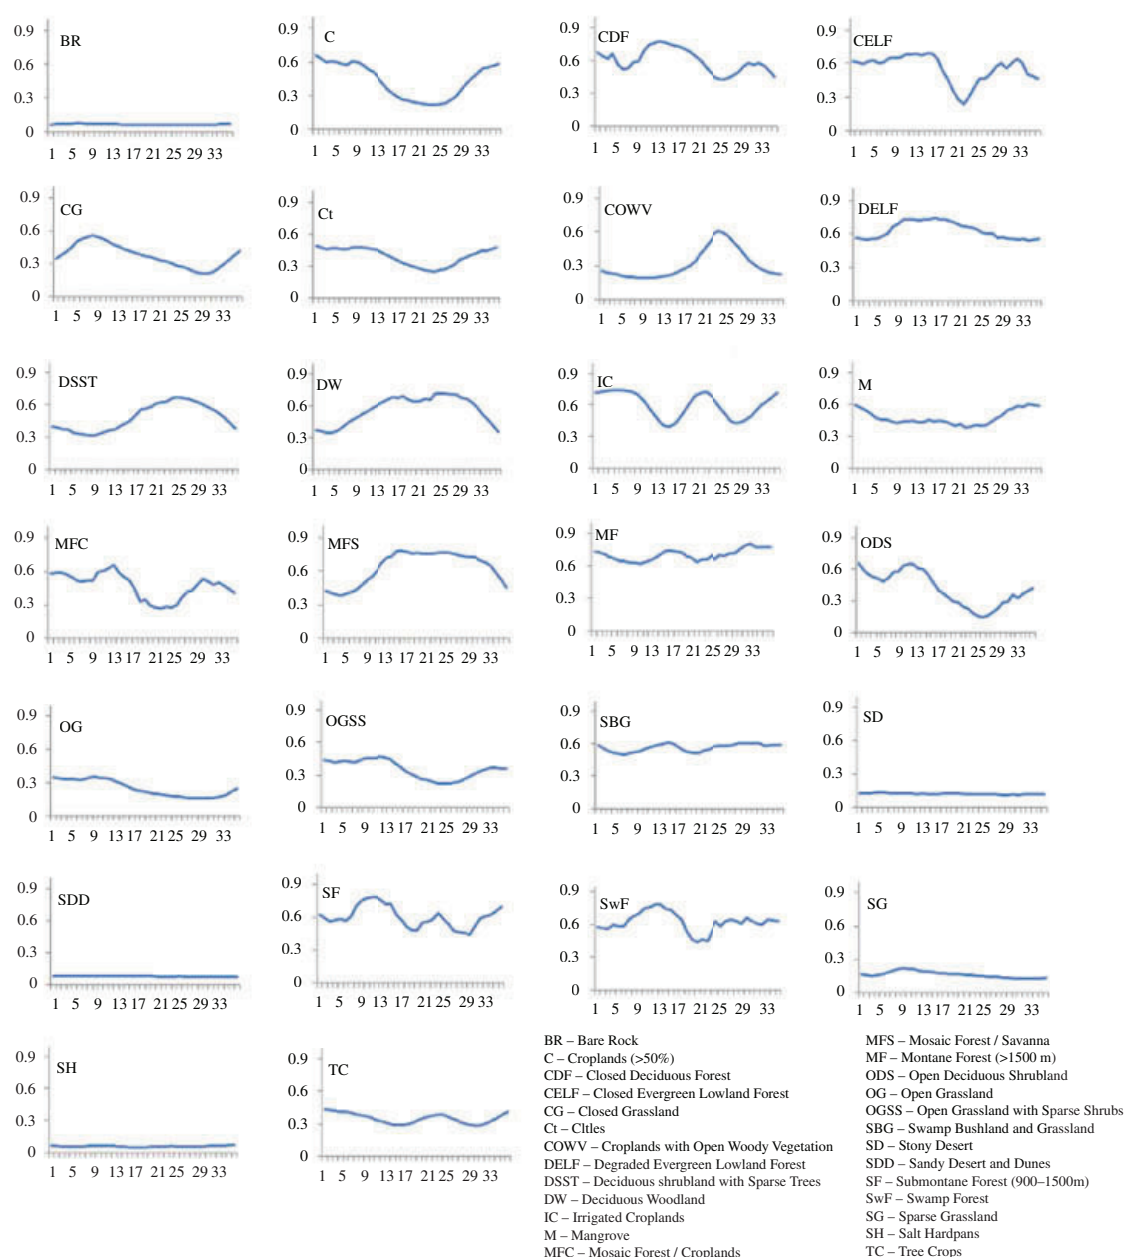 0.9 BR 0.6 0.3 0
1 5 9 13 17 21 25 29 33
0.9 C 0.6 0.3 0
1 5 9 13 17 21 25 29 33
0.9 CDF 0.6 0.3 0
1 5 9 13 17 21 25 29 33
0.9 CELF 0.6 0.3 0
1 5 9 13 17 21 25 29 33
0.9 CG 0.6 0.3 0
1 5 9 13 17 21 25 29 33
0.9 Ct 0.6 0.3 0
1 5 9 13 17 21 25 29 33
0.9 COWV 0.6 0.3 0
1 5 9 13 17 21 25 29 33
0.9 DELF 0.6 0.3 0
1 5 9 13 17 21 25 29 33
0.9 DSST 0.6 0.3 0
1 5 9 13 17 21 25 29 33
0.9 DW 0.6 0.3 0
1 5 9 13 17 21 25 29 33
0.9 IC 0.6 0.3 0
1 5 9 13 17 21 25 29 33
0.9 M 0.6 0.3 0
1 5 9 13 17 21 25 29 33
0.9 MFC 0.6 0.3 0
1 5 9 13 17 21 25 29 33
0.9 MFS 0.6 0.3 0
1 5 9 13 17 21 25 29 33
0.9 MF 0.6 0.3 0
1 5 9 13 17 21 25 29 33
0.9 ODS 0.6 0.3 0
1 5 9 13 17 21 25 29 33
0.9 OG 0.6 0.3 0
1 5 9 13 17 21 25 29 33
0.9 OGSS 0.6 0.3 0
1 5 9 13 17 21 25 29 33
0.9 SBG 0.6 0.3 0
1 5 9 13 17 21 25 29 33
0.9 SD 0.6 0.3 0
1 5 9 13 17 21 25 29 33
0.9 SDD 0.6 0.3 0
1 5 9 13 17 21 25 29 33
0.9 SF 0.6 0.3 0
1 5 9 13 17 21 25 29 33
0.9 SwF 0.6 0.3 0
1 5 9 13 17 21 25 29 33
0.9 SG 0.6 0.3 0
1 5 9 13 17 21 25 29 33
0.9 SH 0.6 0.3 0
1 5 9 13 17 21 25 29 33
0.9 TC 0.6 0.3 0
1 5 9 13 17 21 25 29 33
BR – Bare Rock
C – Croplands (>50%)
CDF – Closed Deciduous Forest
CELF – Closed Evergreen Lowland Forest
CG – Closed Grassland
Ct – Cltles
COWV – Croplands with Open Woody Vegetation
DELF – Degraded Evergreen Lowland Forest
DSST – Deciduous shrubland with Sparse Trees
DW – Deciduous Woodland
IC – Irrigated Croplands
M – Mangrove
MFC – Mosaic Forest / Croplands
MFS – Mosaic Forest / Savanna
MF – Montane Forest (>1500 m)
ODS – Open Deciduous Shrubland
OG – Open Grassland
OGSS – Open Grassland with Sparse Shrubs
SBG – Swamp Bushland and Grassland
SD – Stony Desert
SDD – Sandy Desert and Dunes
SF – Submontane Forest (900–1500m)
SwF – Swamp Forest
SG – Sparse Grassland
SH – Salt Hardpans
TC – Tree Crops